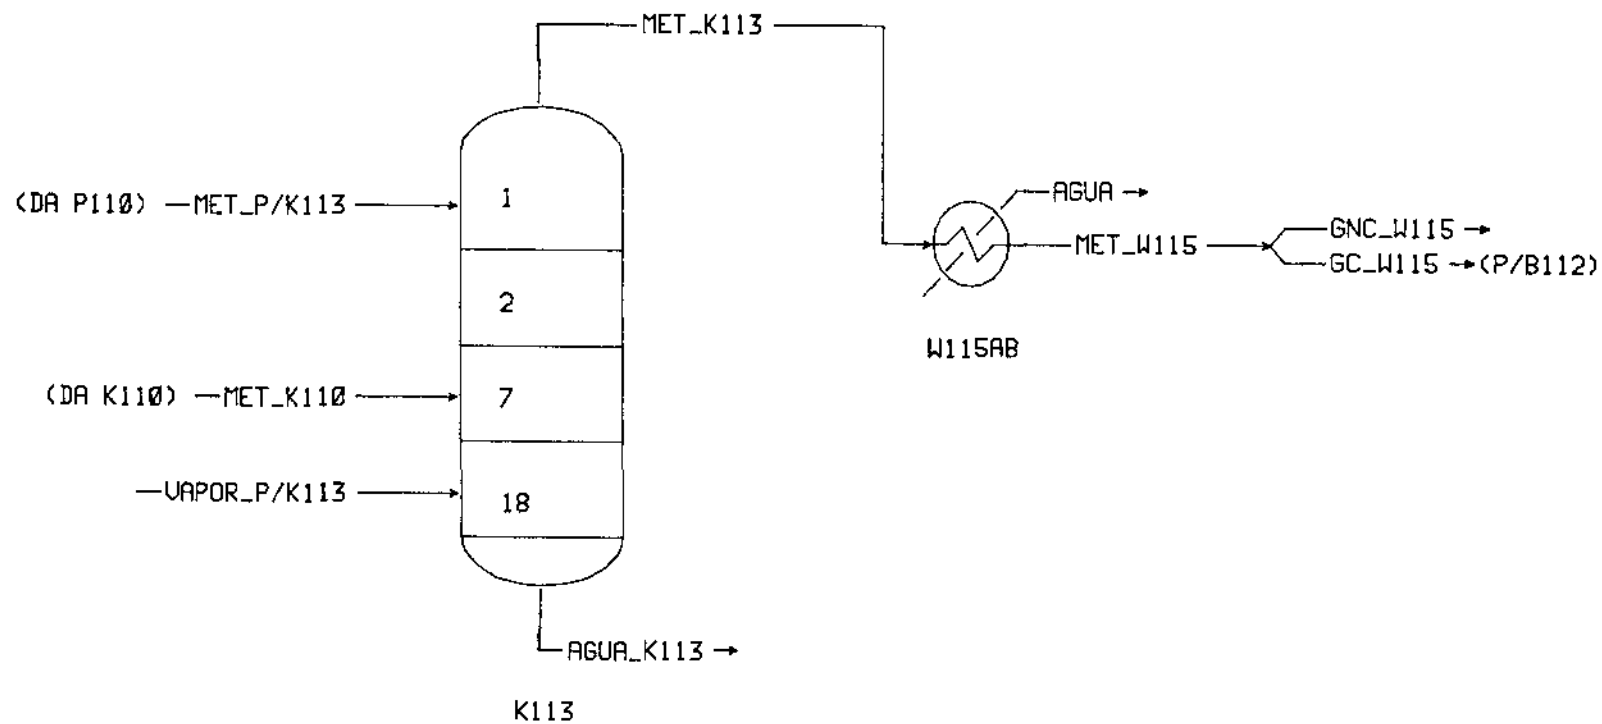 MET_K113
(DA P110) MET_P/K113
1
AGUA
GNC_W115
MET_W115
GC_W115 (P/B112)
2
W115AB
(DA K110) MET_K110
7
VAPOR_P/K113
18
AGUA_K113
K113